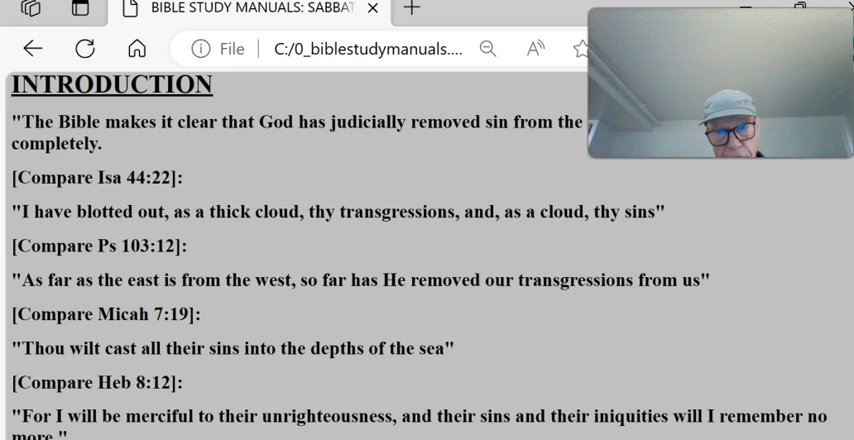 BIBLE STUDY MANUALS: SABBAT
File
C:/0_biblestudymanuals....
INTRODUCTION
"The Bible makes it clear that God has judicially removed sin from the
completely.
[Compare Isa 44:22]:
"I have blotted out, as a thick cloud, thy transgressions, and, as a cloud, thy sins"
[Compare Ps 103:12]:
"As far as the east is from the west, so far has He removed our transgressions from us"
[Compare Micah 7:19]:
"Thou wilt cast all their sins into the depths of the sea"
[Compare Heb 8:12]:
"For I will be merciful to their unrighteousness, and their sins and their iniquities will I remember no
more."